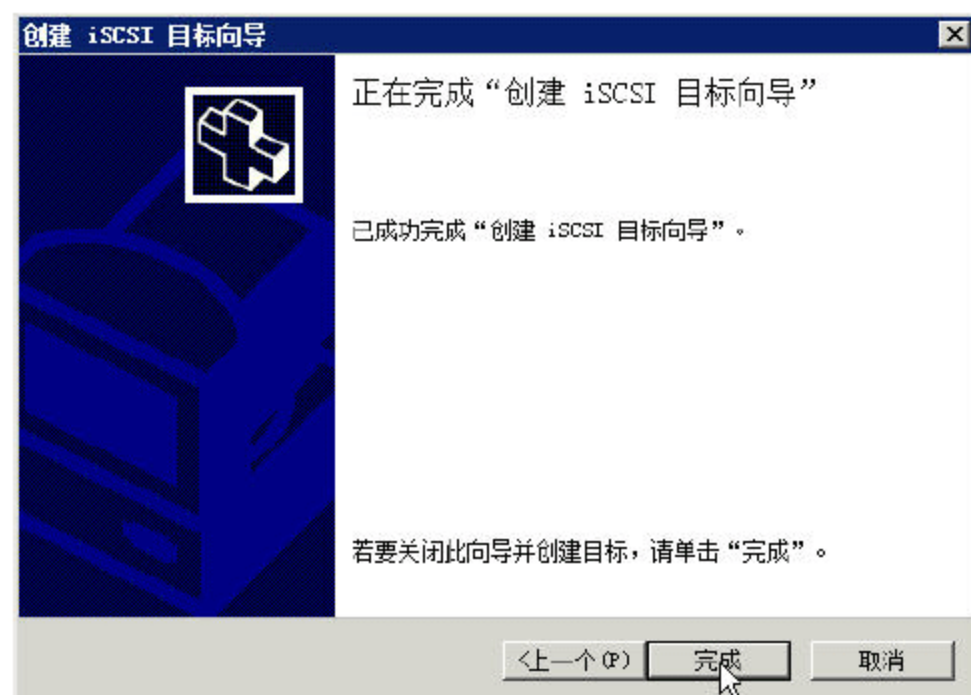 创建 iSCSI 目标向导
正在完成“创建 iSCSI 目标向导”
已成功完成“创建 iSCSI 目标向导”。
若要关闭此向导并创建目标，请单击“完成”。
<上一个(P)
完成
取消